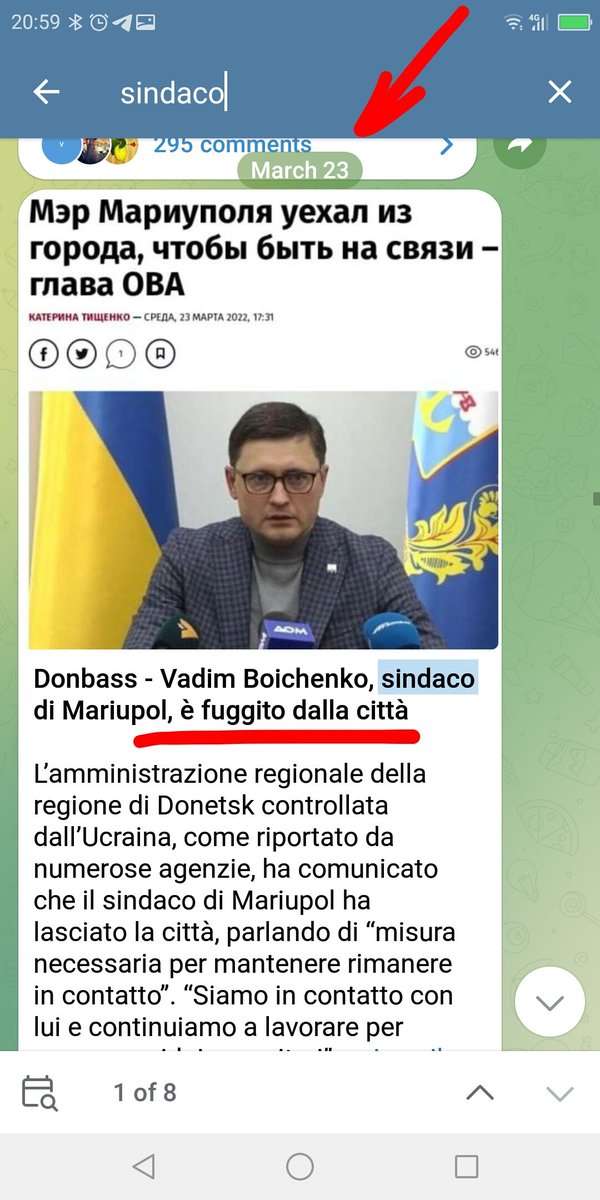 20:59
4G
sindaco
295 comments
March 23
Мэр Мариуполя уехал из
города, чтобы быть на связи –
глава ОВА
КАТЕРИНА ТИЩЕНКО — СРЕДА, 23 МАРТА 2022, 17:31
1
546
ДОМ
Donbass - Vadim Boichenko, sindaco
di Mariupol, è fuggito dalla città
L’amministrazione regionale della
regione di Donetsk controllata
dall’Ucraina, come riportato da
numerose agenzie, ha comunicato
che il sindaco di Mariupol ha
lasciato la città, parlando di “misura
necessaria per mantenere rimanere
in contatto”. “Siamo in contatto con
lui e continuiamo a lavorare per
1 of 8